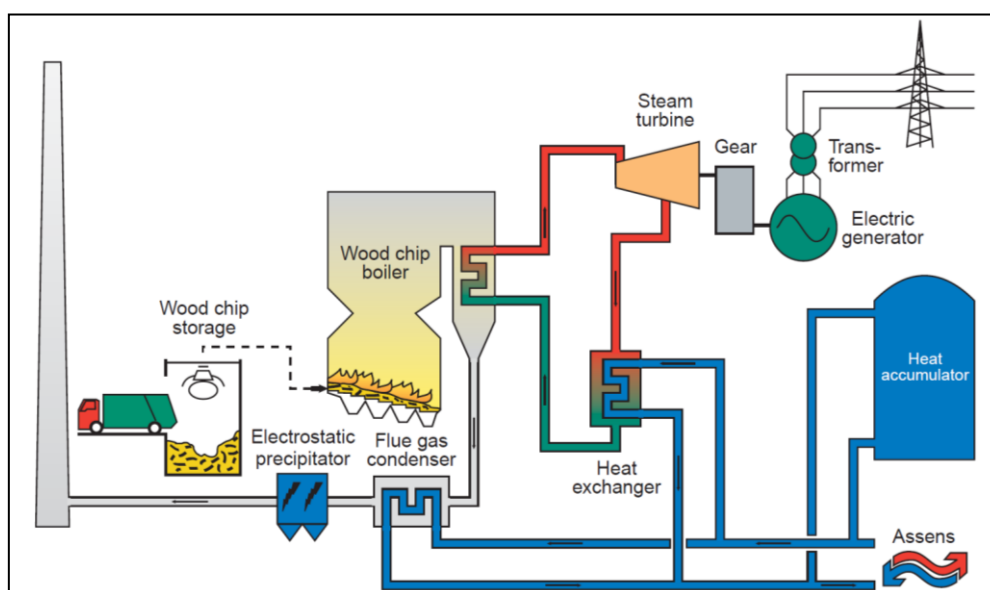 Steam
turbine
Gear
Trans-
former
Electric
generator
Wood chip
boiler
Wood chip
storage
Heat
accumulator
Electrostatic
precipitator
Flue gas
condenser
Heat
exchanger
Assens